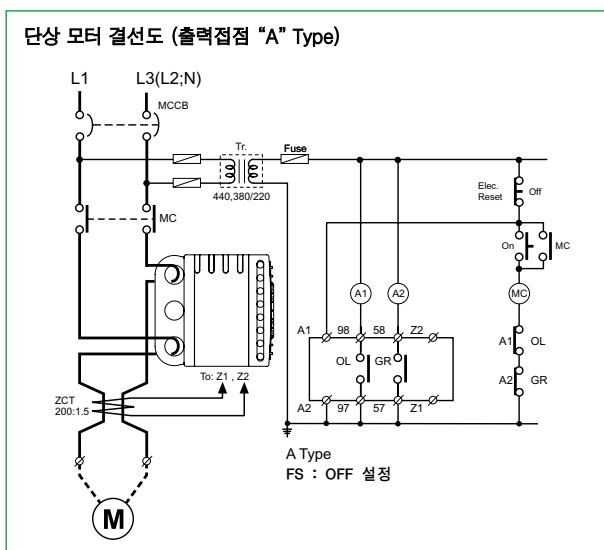 단상 모터 결선도 (출력접점 “A” Type)
L1 L3(L2;N)
MCCB
Tr. Fuse
440,380/220
Elec. Reset Off
MC
On MC
A1 A2 MC
A1 98 58 Z2
A1 OL
OL GR
A2 GR
To: Z1 , Z2
ZCT
200:1.5
A2 97 57 Z1
A Type
FS : OFF 설정
M